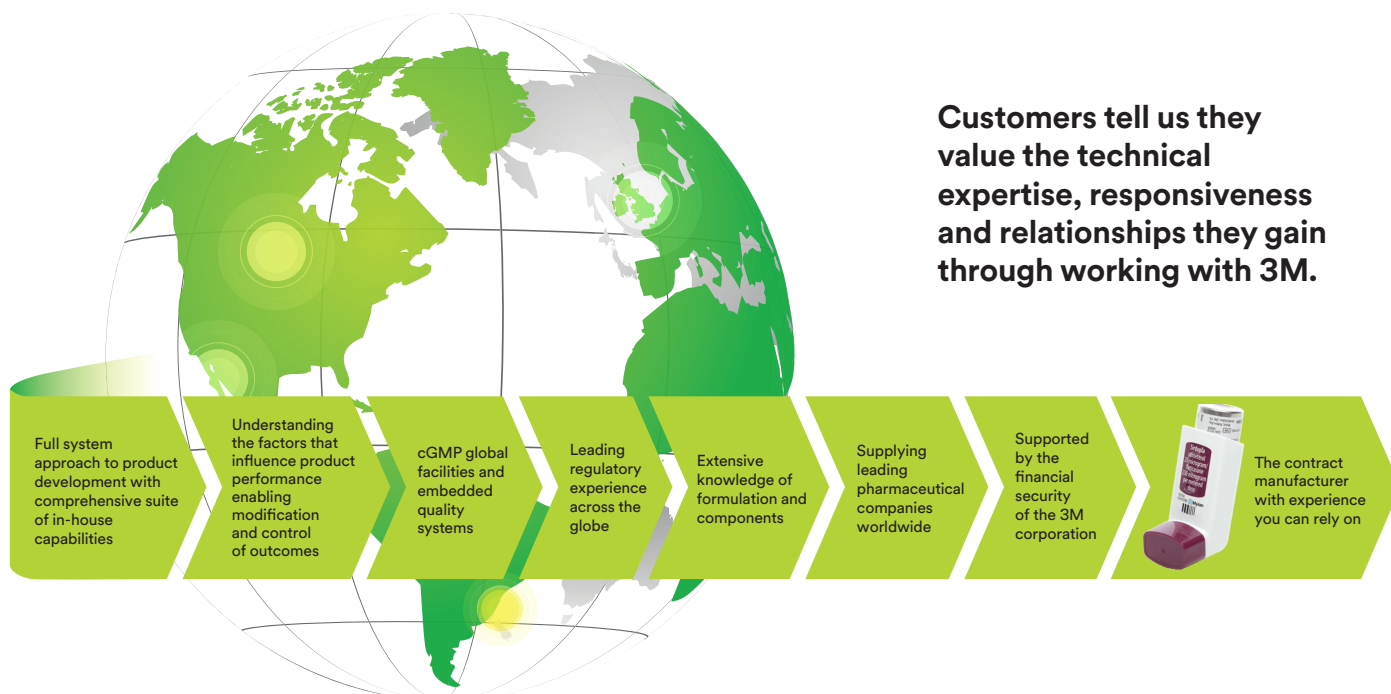 Customers tell us they
value the technical
expertise, responsiveness
and relationships they gain
through working with 3M.
Full system
approach to product
development with
comprehensive suite
of in-house
capabilities
Understanding
the factors that
influence product
performance
enabling
modification
and control
of outcomes
cGMP global
facilities and
embedded
quality
systems
Leading
regulatory
experience
across the
globe
Extensive
knowledge of
formulation and
components
Supplying
leading
pharmaceutical
companies
worldwide
Supported
by the
financial
security
of the 3M
corporation
The contract
manufacturer
with experience
you can rely on